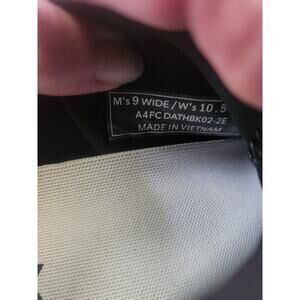 M's 9 WIDE/W's 10.5
A4FC DATHBK02-2E
MADE IN VIETNAM